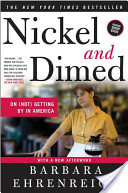 THE NEW YORK TIMES BESTSELLER
Nickel
and
Dimed
ON (NOT) GETTING
BY IN AMERICA
WITH A NEW AFTERWORD
BARBARA
EHRENREICH